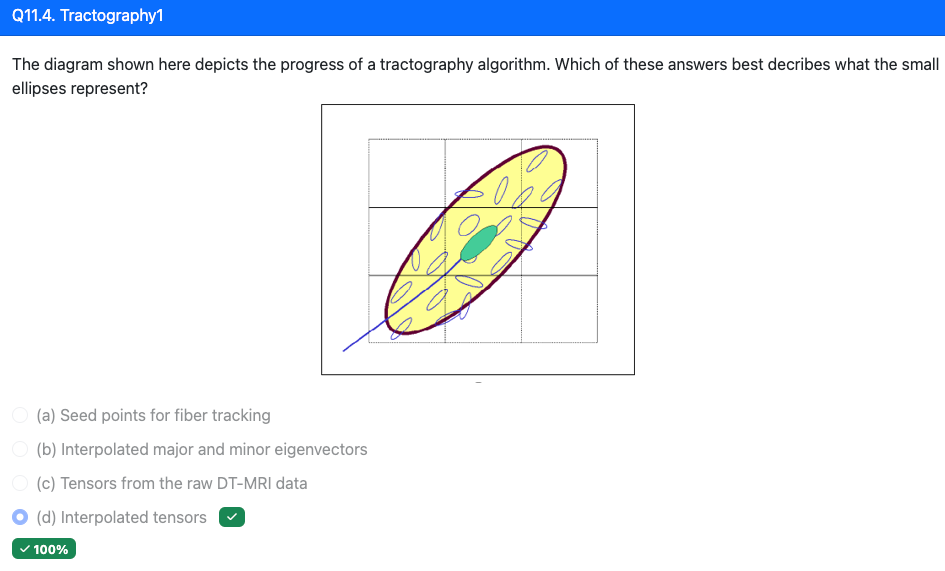 Q11.4. Tractography1
The diagram shown here depicts the progress of a tractography algorithm. Which of these answers best decribes what the small
ellipses represent?
(a) Seed points for fiber tracking
(b) Interpolated major and minor eigenvectors
(c) Tensors from the raw DT-MRI data
(d) Interpolated tensors
100%